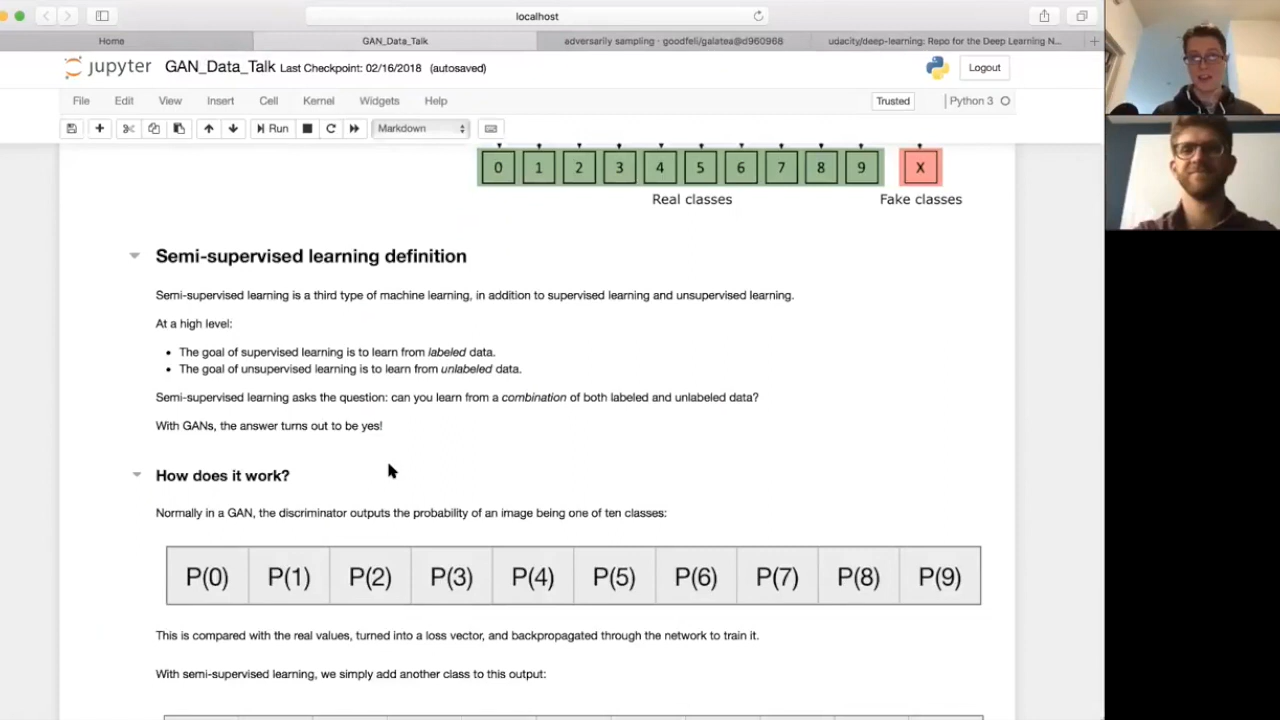 localhost
Home
GAN_Data_Talk
adversarily sampling · goodfeli/galatea@d960968
udacity/deep-learning: Repo for the Deep Learning N...
jupyter GAN_Data_Talk Last Checkpoint: 02/16/2018 (autosaved)
Logout
File Edit View Insert Cell Kernel Widgets Help
Trusted
Python 3
Run
Markdown
0 1 2 3 4 5 6 7 8 9 X
Real classes
Fake classes
Semi-supervised learning definition
Semi-supervised learning is a third type of machine learning, in addition to supervised learning and unsupervised learning.
At a high level:
• The goal of supervised learning is to learn from labeled data.
• The goal of unsupervised learning is to learn from unlabeled data.
Semi-supervised learning asks the question: can you learn from a combination of both labeled and unlabeled data?
With GANs, the answer turns out to be yes!
How does it work?
Normally in a GAN, the discriminator outputs the probability of an image being one of ten classes:
P(0) P(1) P(2) P(3) P(4) P(5) P(6) P(7) P(8) P(9)
This is compared with the real values, turned into a loss vector, and backpropagated through the network to train it.
With semi-supervised learning, we simply add another class to this output: